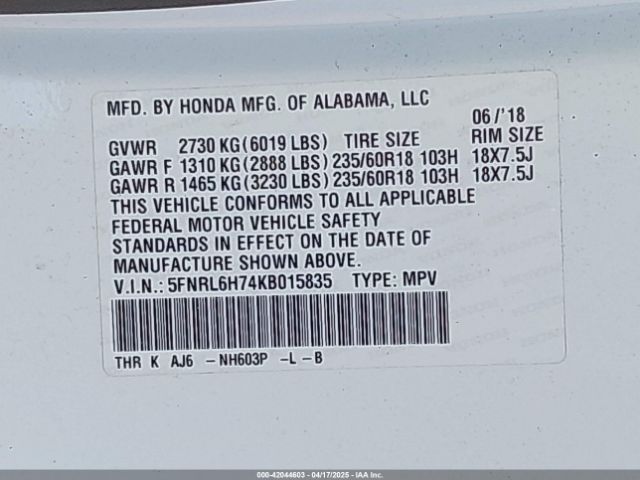 MFD. BY HONDA MFG. OF ALABAMA, LLC
06/'18
GVWR 2730 KG(6019 LBS) TIRE SIZE RIM SIZE
GAWR F 1310 KG(2888 LBS)235/60R18 103H 18X7.5J
GAWR R 1465 KG(3230 LBS)235/60R18 103H 18X7.5J
THIS VEHICLE CONFORMS TO ALL APPLICABLE
FEDERAL MOTOR VEHICLE SAFETY
STANDARDS IN EFFECT ON THE DATE OF
MANUFACTURE SHOWN ABOVE.
V.I.N.: 5FNRL6H74KB015835 TYPE: MPV
THR K AJ6 -NH603P -L -B
000-42044603 - 04/17/2025 - IAA Inc.